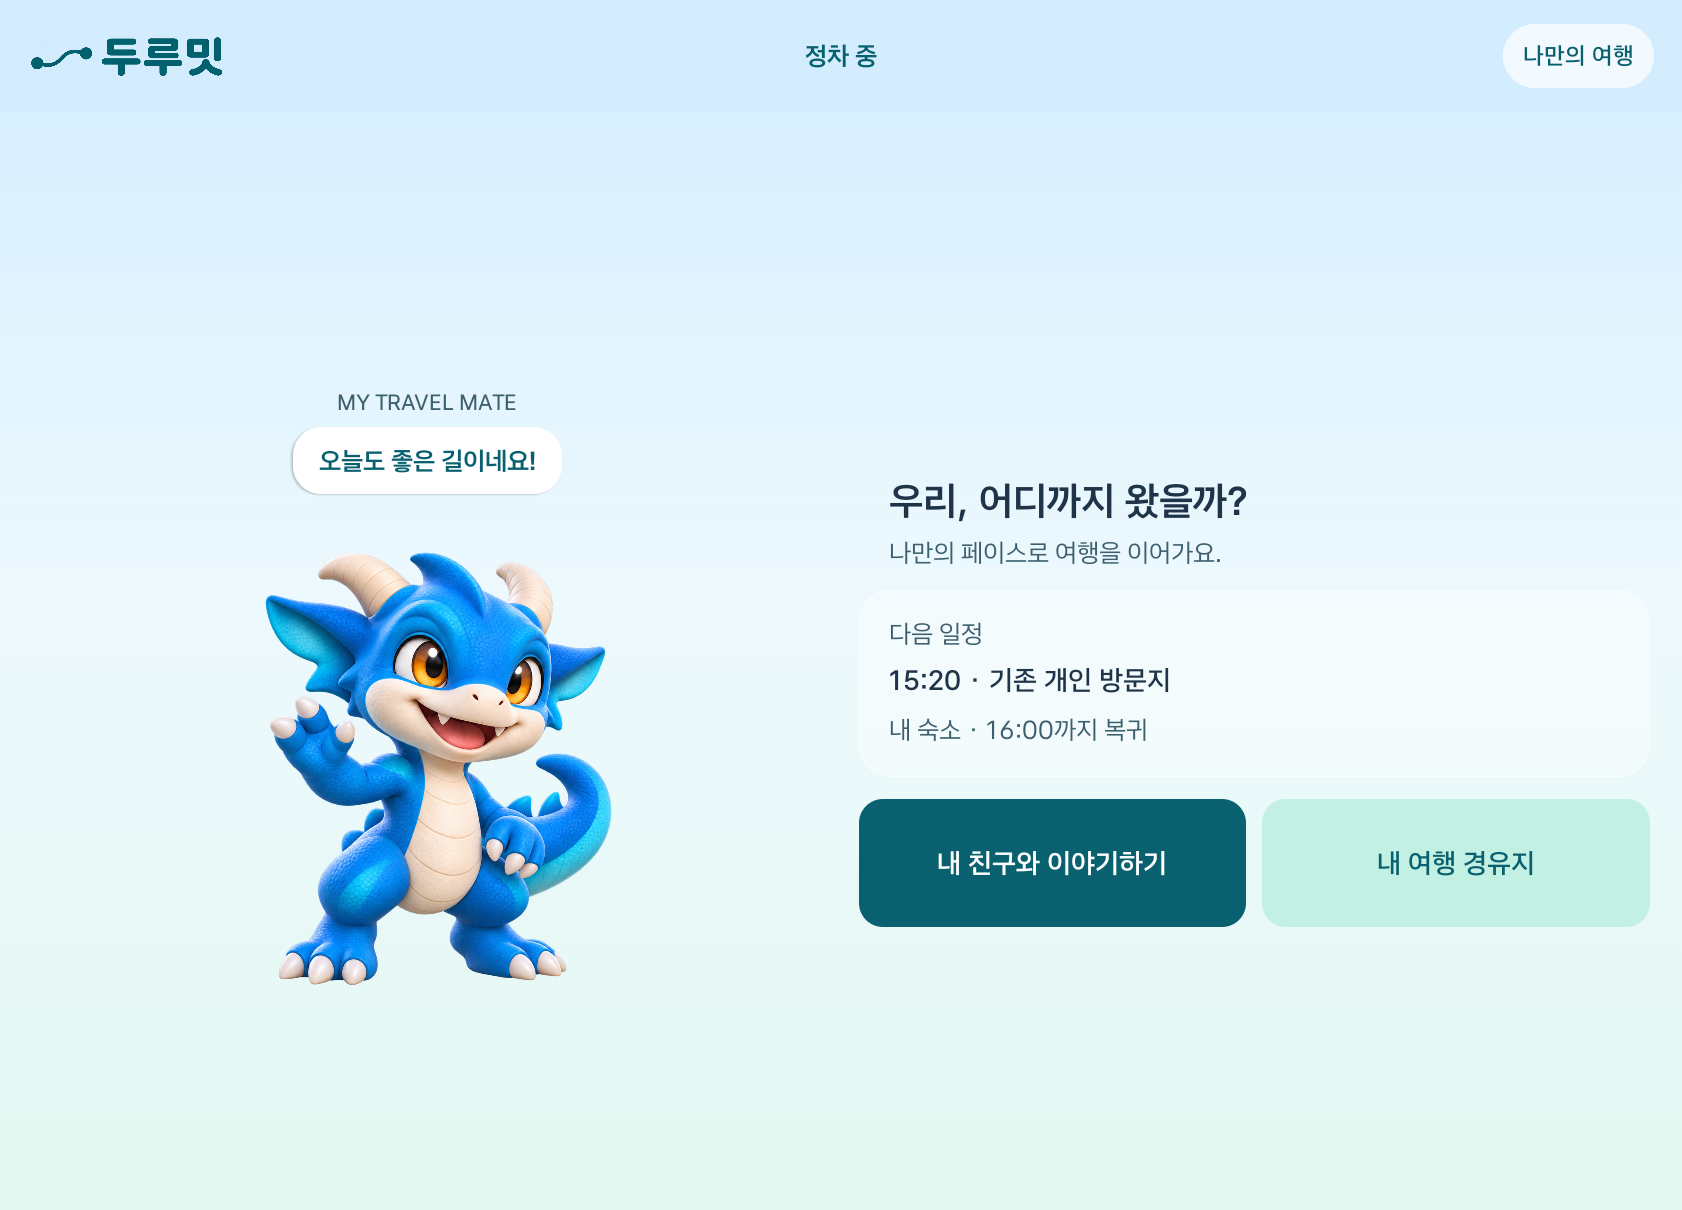 두루밋
정차 중
나만의 여행
MY TRAVEL MATE
오늘도 좋은 길이네요!
우리, 어디까지 왔을까?
나만의 페이스로 여행을 이어가요.
다음 일정
15:20 · 기존 개인 방문지
내 숙소 · 16:00까지 복귀
내 친구와 이야기하기
내 여행 경유지